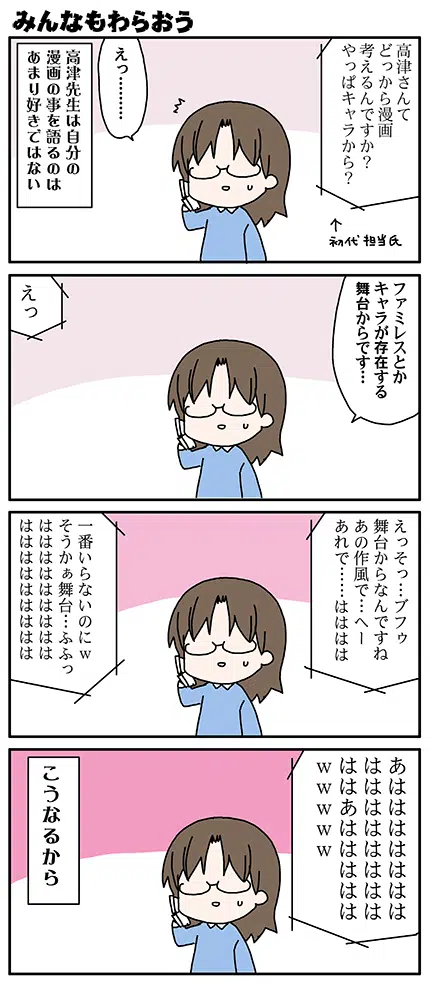 みんなもわらおう
高津さんて
どっから漫画
考えるんですか?
やっぱキャラから?
↑
初代担当氏
えっ………
高津先生は自分の
漫画の事を語るのは
あまり好きではない
ファミレスとか
キャラが存在する
舞台からです…
えっ
えっそっ…ブフゥ
舞台からなんですね
あの作風で…へー
あれで……はははは
一番いらないのにw
そうかぁ舞台…ふふっ
はははははははは
はははははははは
あはははははははは
ははははははははは
ははあはははははは
wwwwww
こうなるから